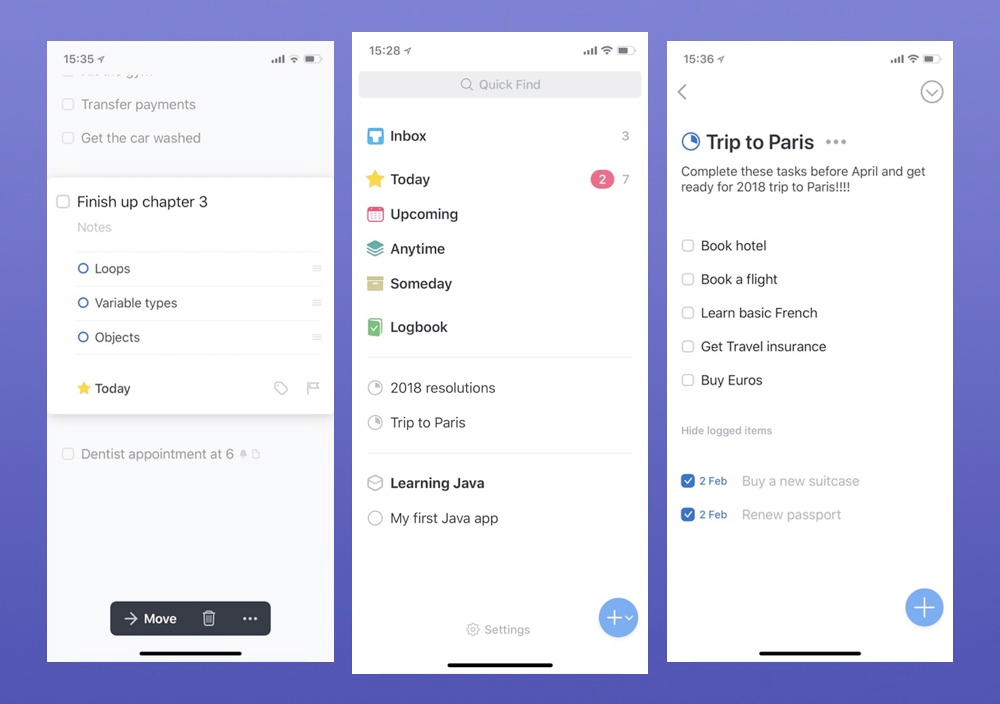 15:35
Transfer payments
Get the car washed
Finish up chapter 3
Notes
Loops
Variable types
Objects
Today
Dentist appointment at 6
Move
15:28
Quick Find
Inbox 3
Today 2 7
Upcoming
Anytime
Someday
Logbook
2018 resolutions
Trip to Paris
Learning Java
My first Java app
Settings
15:36
Trip to Paris
Complete these tasks before April and get
ready for 2018 trip to Paris!!!!
Book hotel
Book a flight
Learn basic French
Get Travel insurance
Buy Euros
Hide logged items
2 Feb Buy a new suitcase
2 Feb Renew passport